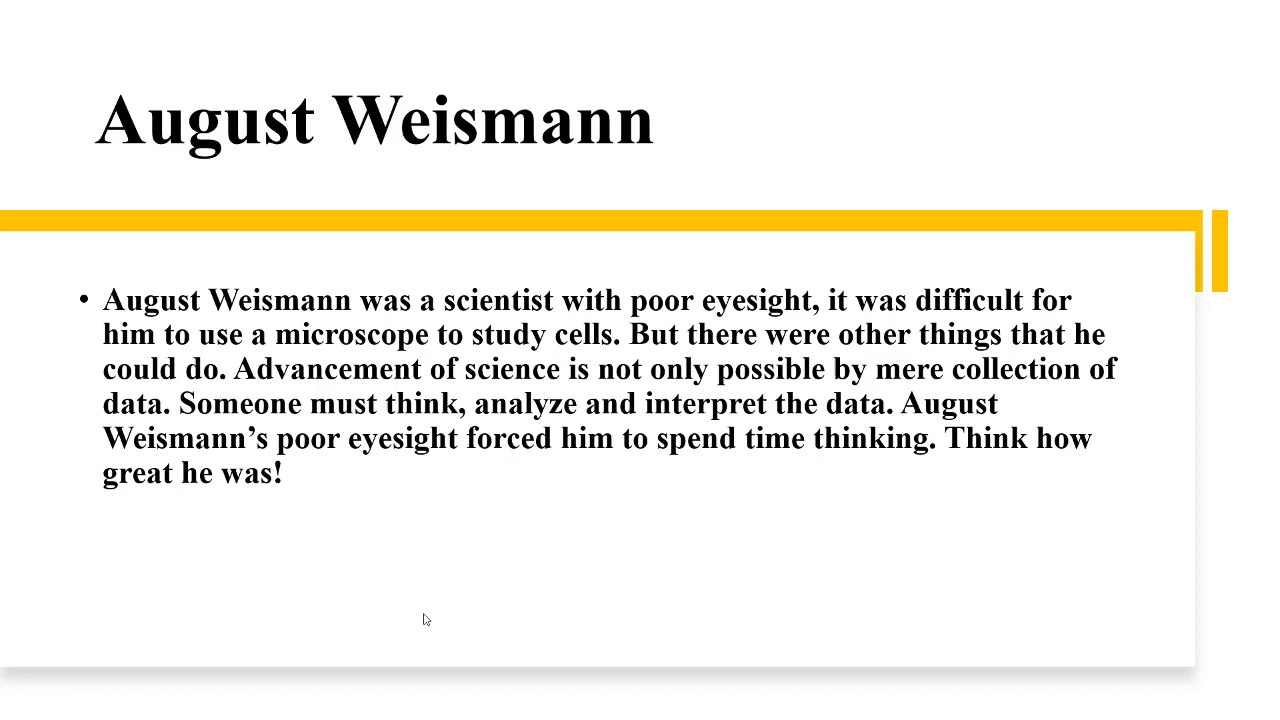 August Weismann
• August Weismann was a scientist with poor eyesight, it was difficult for
him to use a microscope to study cells. But there were other things that he
could do. Advancement of science is not only possible by mere collection of
data. Someone must think, analyze and interpret the data. August
Weismann’s poor eyesight forced him to spend time thinking. Think how
great he was!